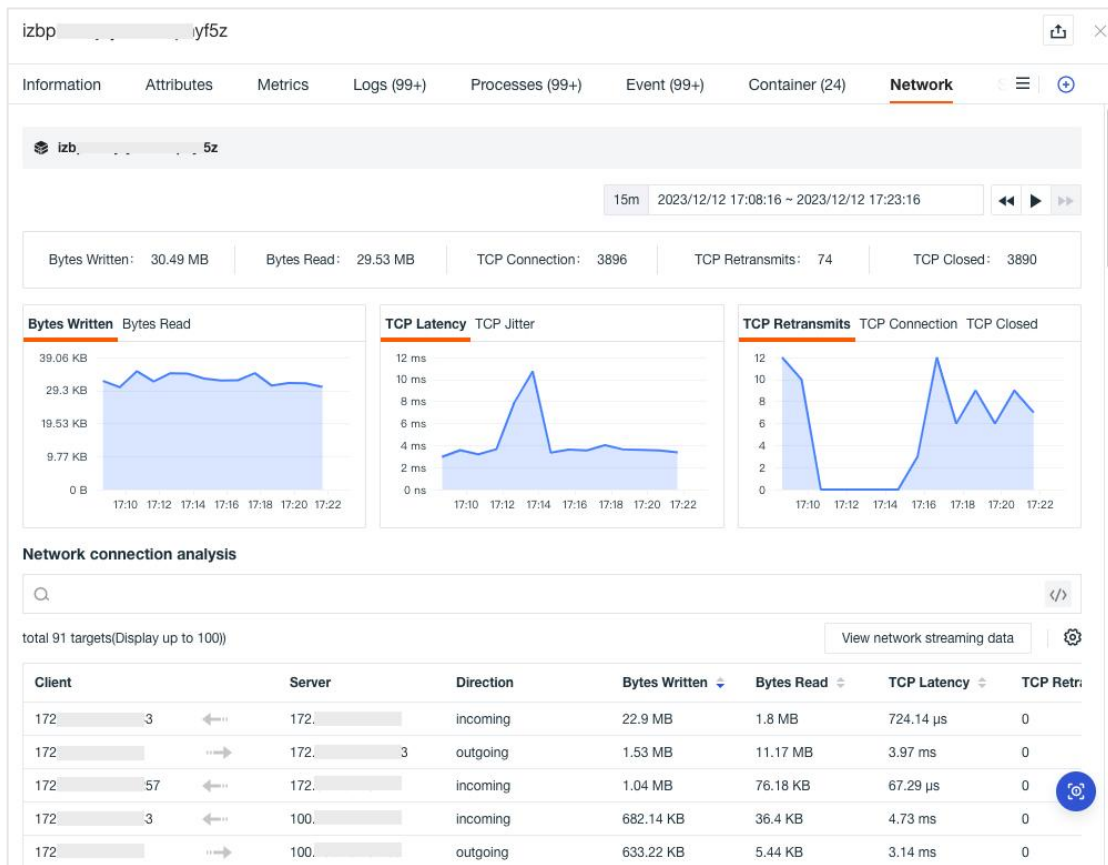 izbp yf5z
Information Attributes Metrics Logs (99+) Processes (99+) Event (99+) Container (24) Network
izb 5z
15m 2023/12/12 17:08:16 ~ 2023/12/12 17:23:16
Bytes Written: 30.49 MB Bytes Read: 29.53 MB TCP Connection: 3896 TCP Retransmits: 74 TCP Closed: 3890
Bytes Written Bytes Read
39.06 KB
29.3 KB
19.53 KB
9.77 KB
0 B
17:10 17:12 17:14 17:16 17:18 17:20 17:22
TCP Latency TCP Jitter
12 ms
10 ms
8 ms
6 ms
4 ms
2 ms
0 ns
17:10 17:12 17:14 17:16 17:18 17:20 17:22
TCP Retransmits TCP Connection TCP Closed
12
10
8
6
4
2
0
17:10 17:12 17:14 17:16 17:18 17:20 17:22
Network connection analysis
</>
total 91 targets(Display up to 100))
View network streaming data
Client Server Direction Bytes Written Bytes Read TCP Latency TCP Retra
172 3 172. incoming 22.9 MB 1.8 MB 724.14 µs 0
172 172. 3 outgoing 1.53 MB 11.17 MB 3.97 ms 0
172 57 172. incoming 1.04 MB 76.18 KB 67.29 µs 0
172 3 100. incoming 682.14 KB 36.4 KB 4.73 ms 0
172 100. outgoing 633.22 KB 5.44 KB 3.14 ms 0